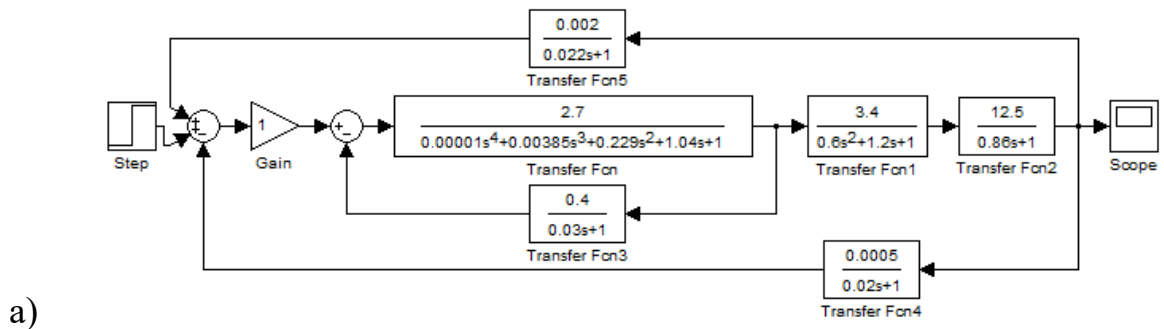 0.002
0.022s+1
Transfer Fcn5
Step
1
Gain
2.7
0.00001s⁴+0.00385s³+0.229s²+1.04s+1
Transfer Fcn
3.4
0.6s²+1.2s+1
Transfer Fcn1
12.5
0.86s+1
Transfer Fcn2
Scope
0.4
0.03s+1
Transfer Fcn3
0.0005
0.02s+1
Transfer Fcn4
a)